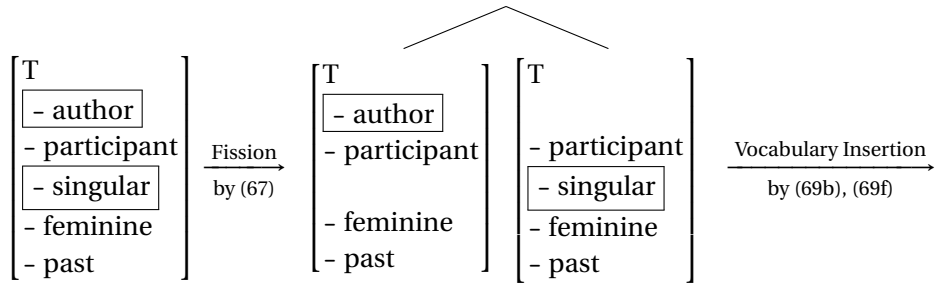 T
– author
– participant
– singular
– feminine
– past
Fission
by (67)
T
– author
– participant
– feminine
– past
T
– participant
– singular
– feminine
– past
Vocabulary Insertion
by (69b), (69f)